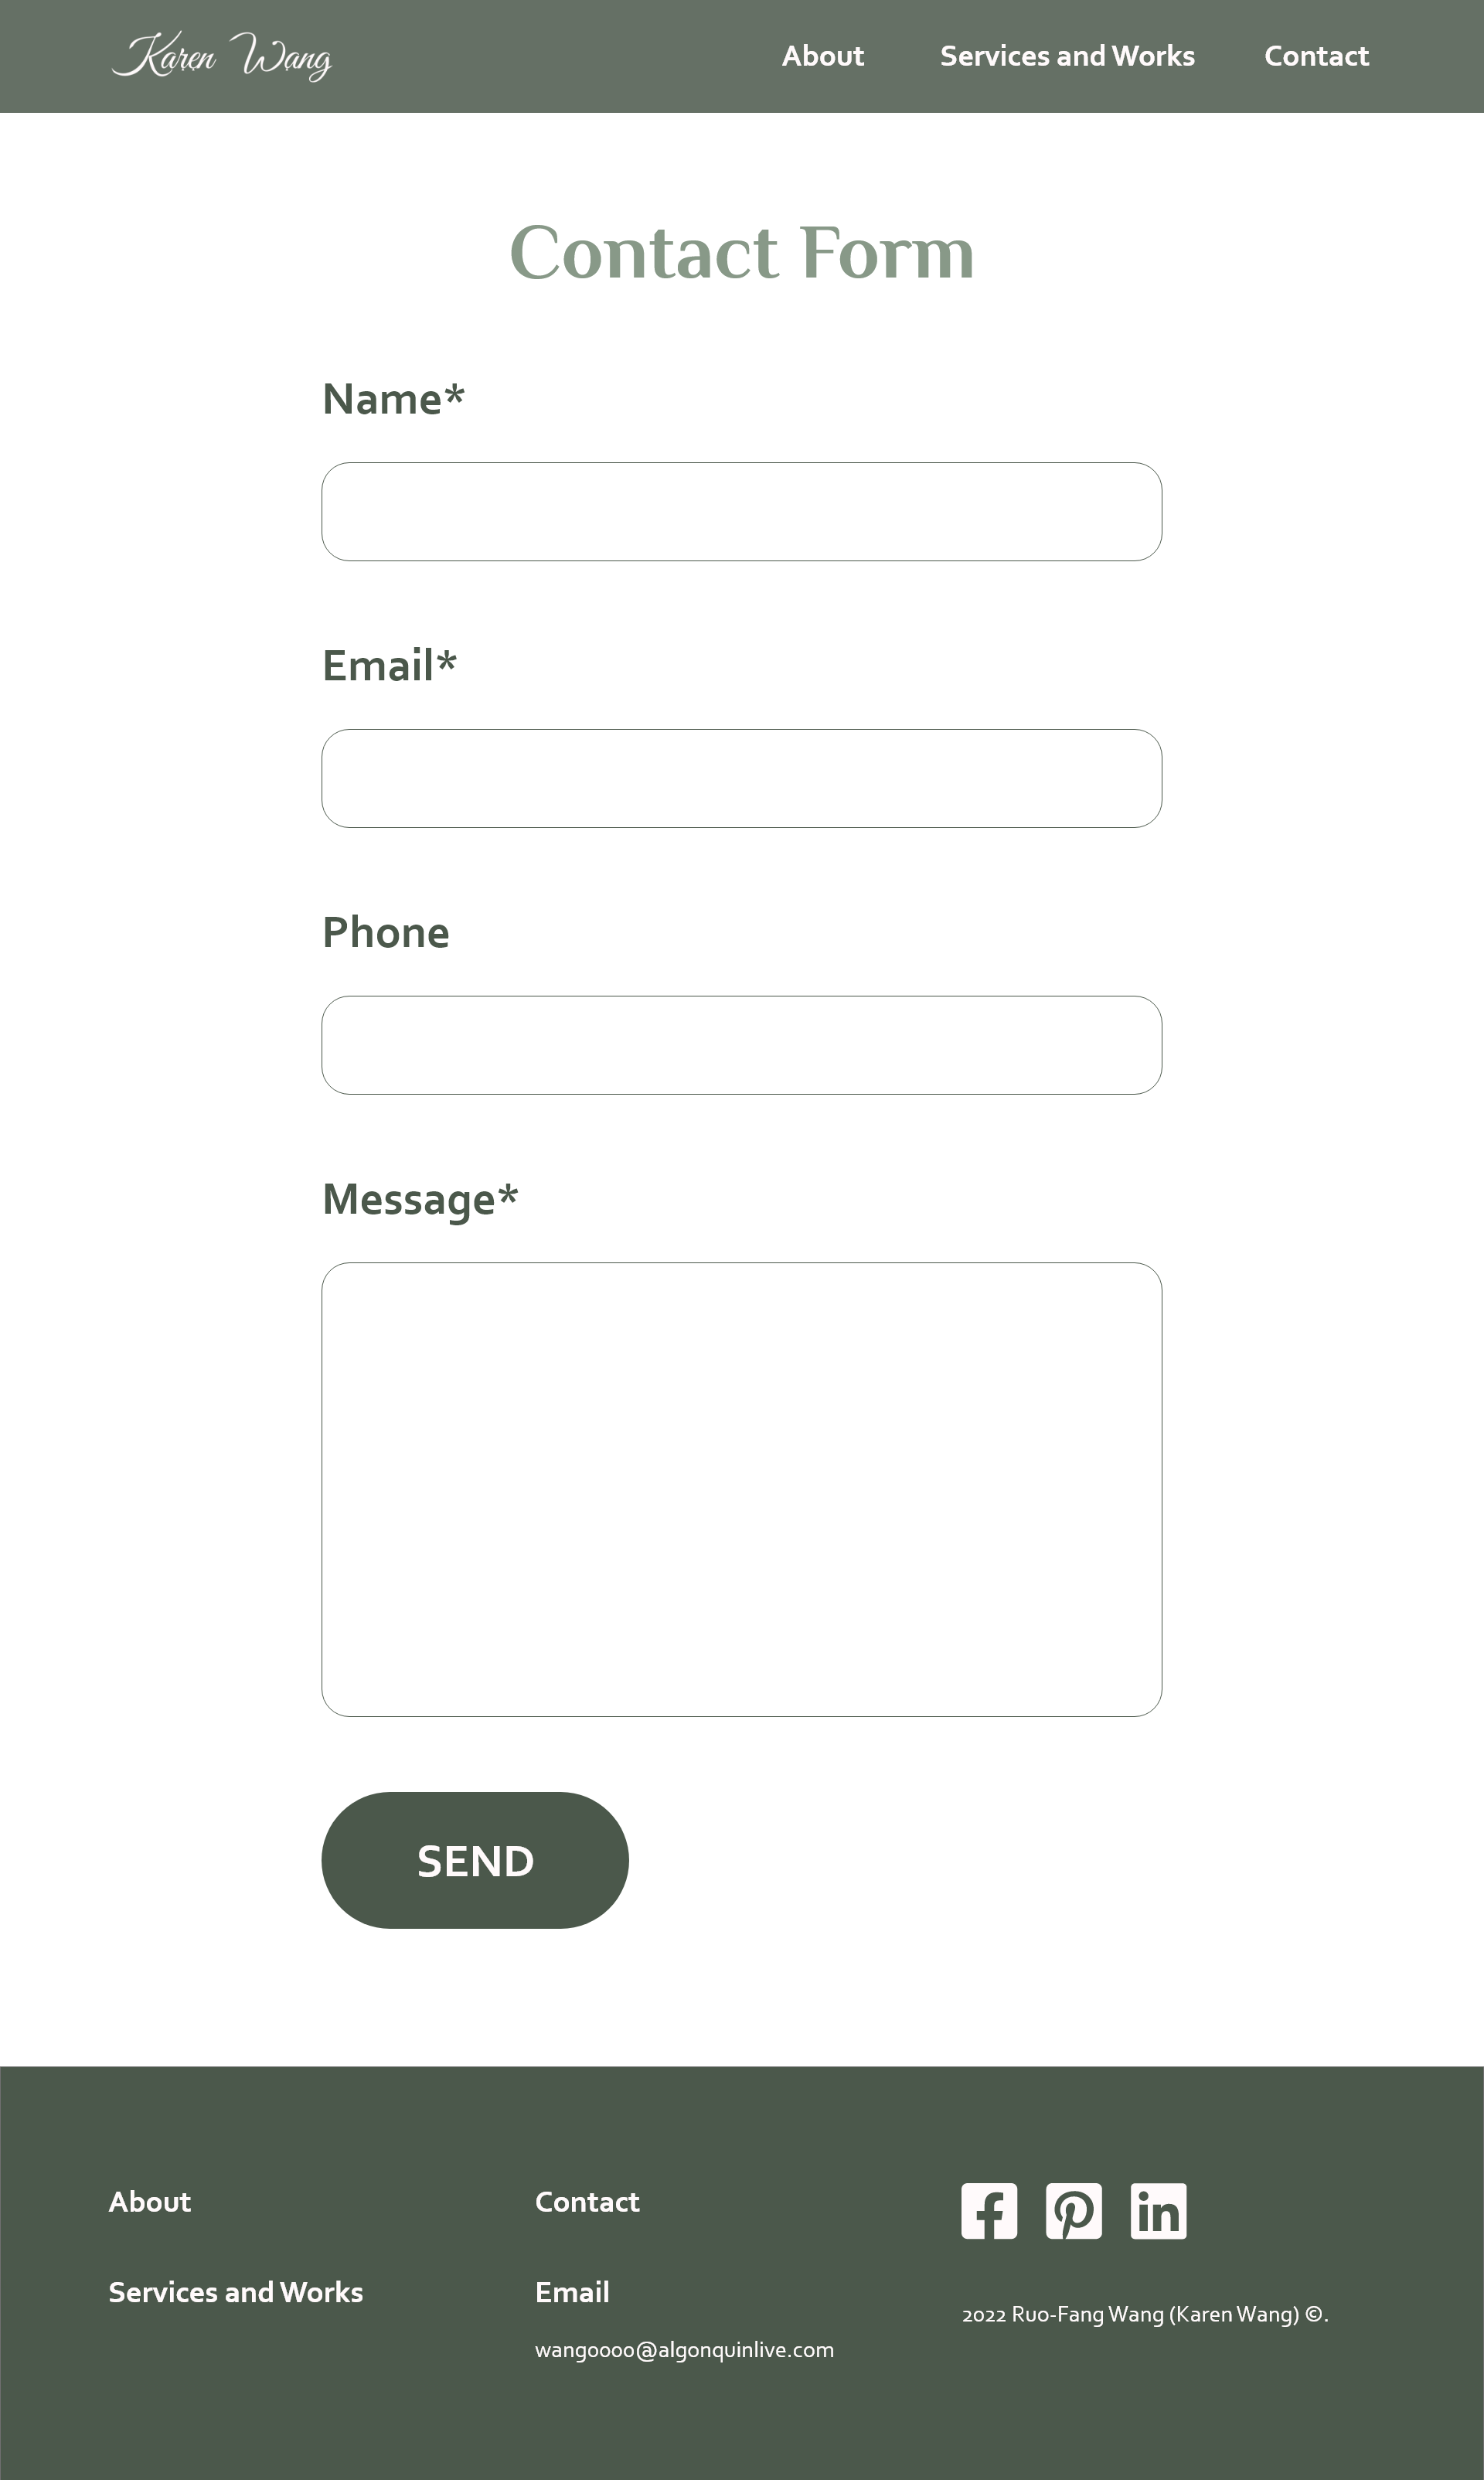 Karen Wang
About Services and Works Contact
Contact Form
Name*
Email*
Phone
Message*
SEND
About
Services and Works
Contact
Email
wang0000@algonquinlive.com
2022 Ruo-Fang Wang (Karen Wang) ©.